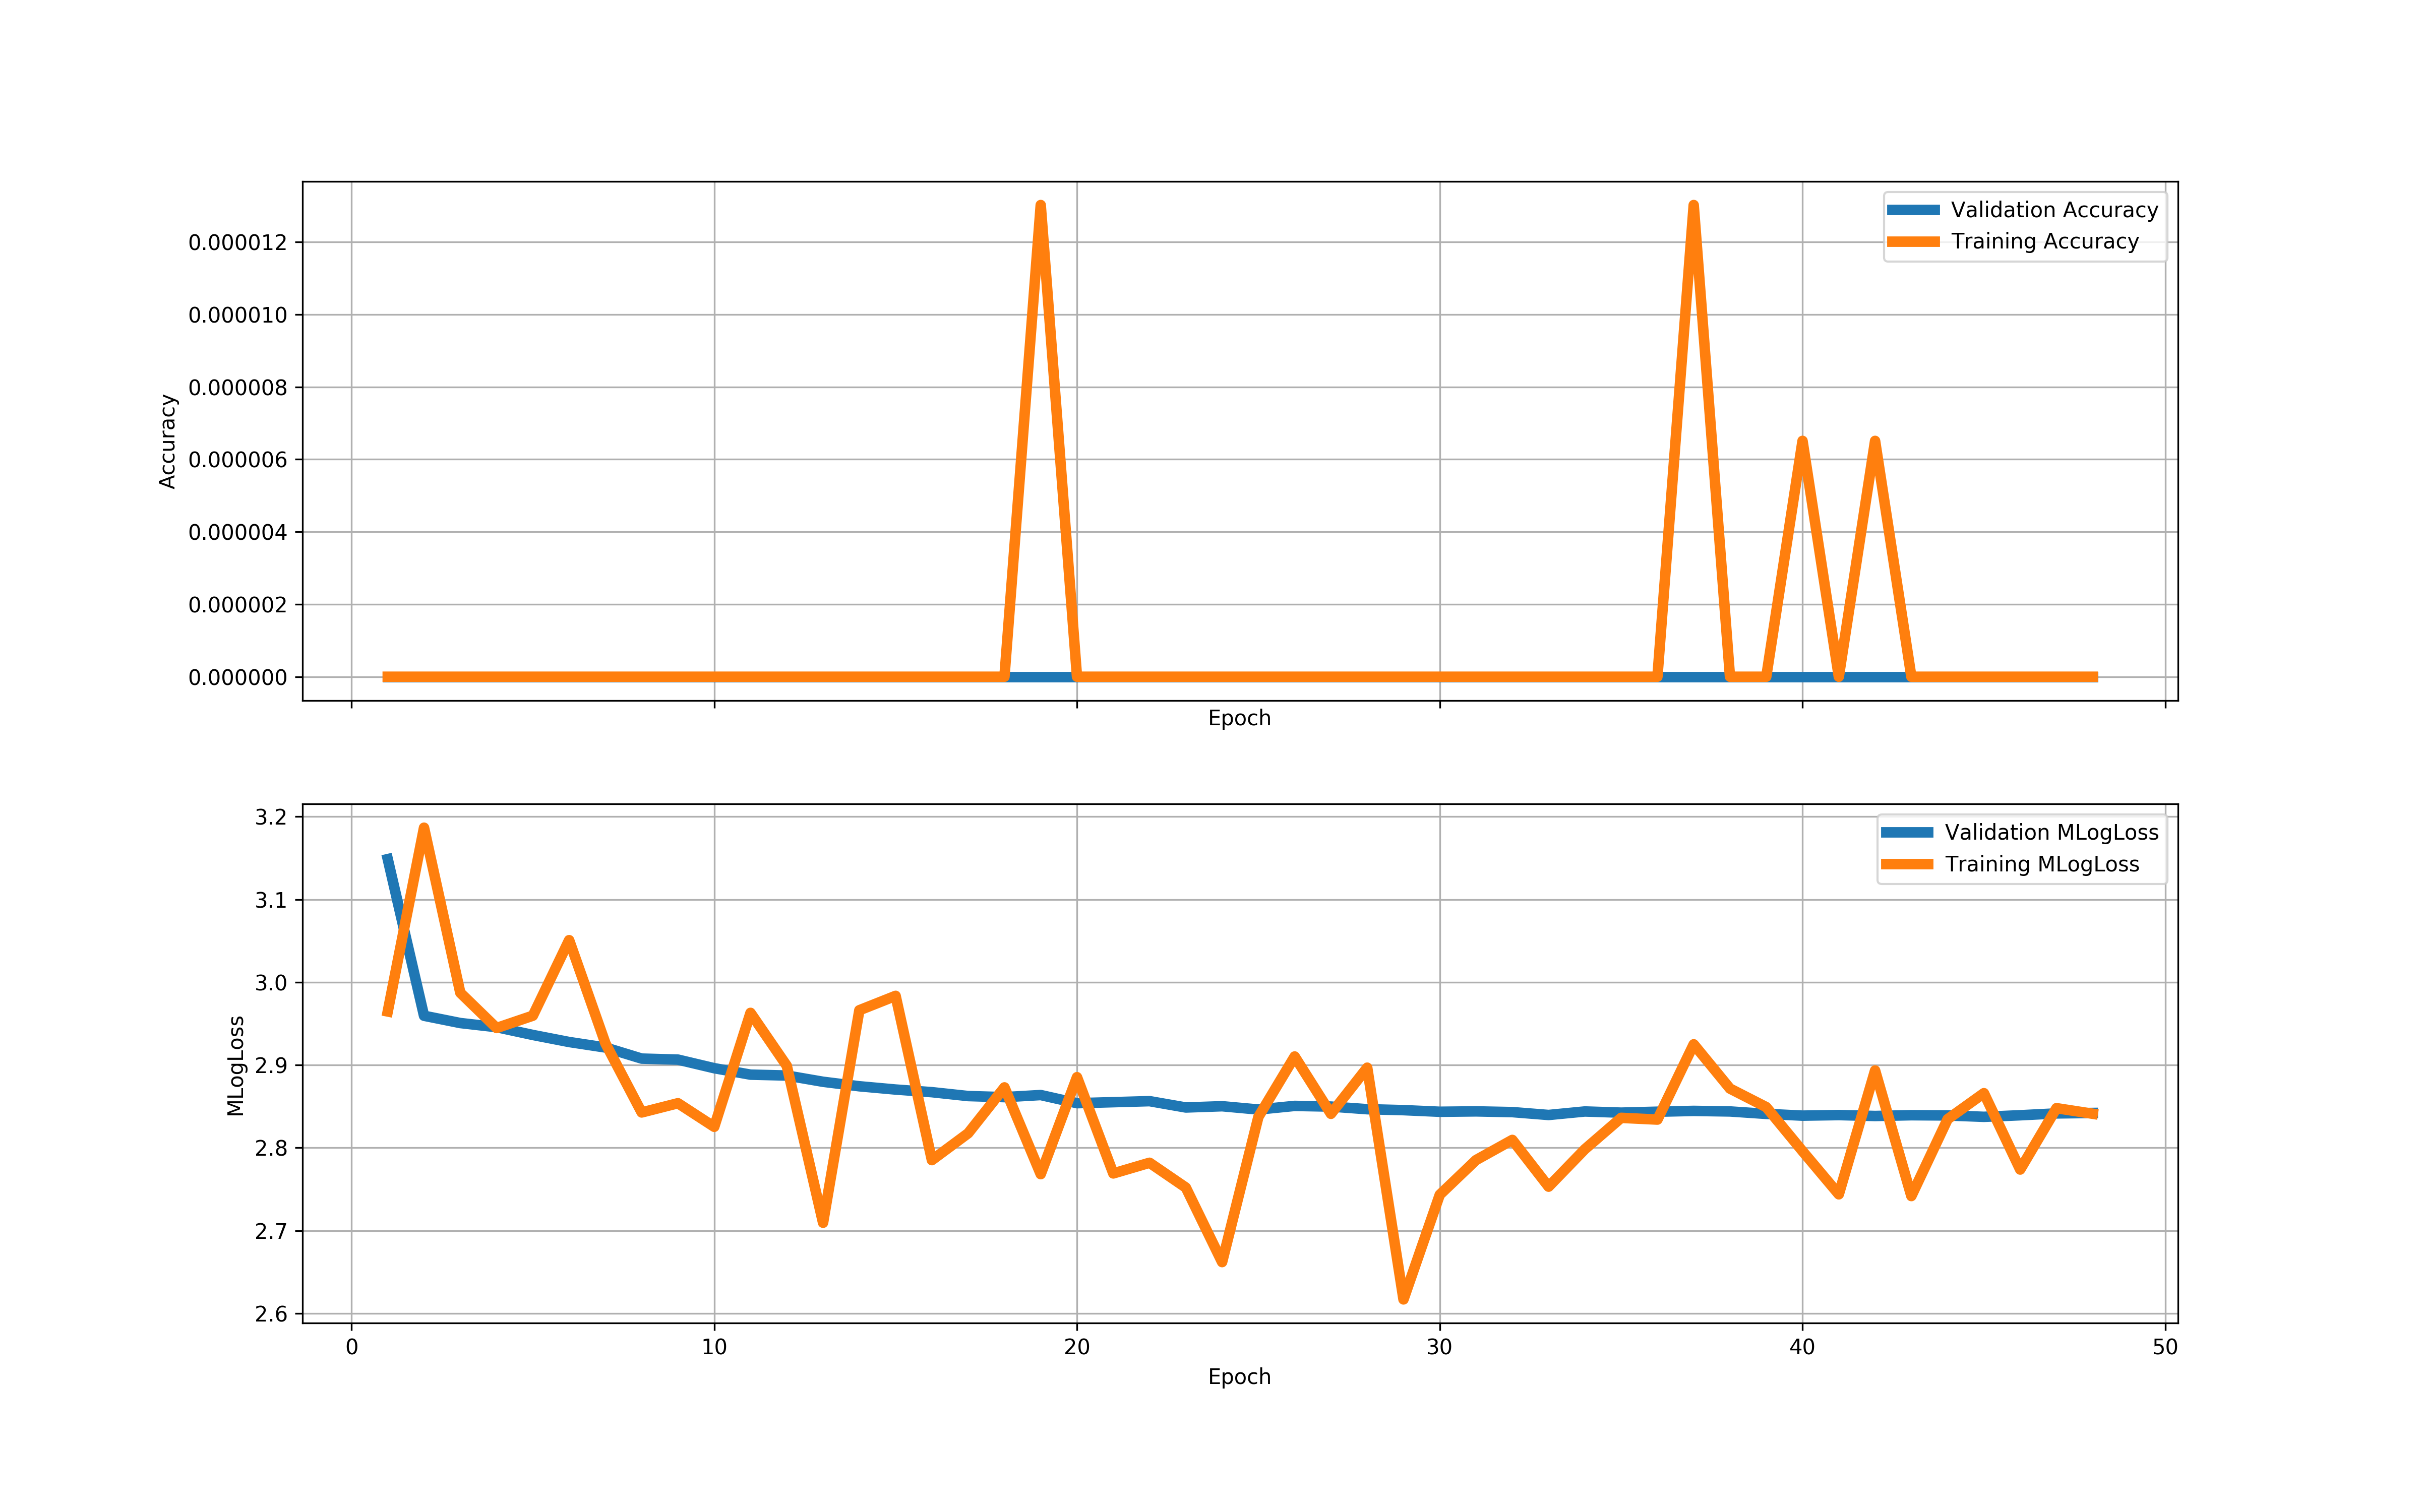 Validation Accuracy
Training Accuracy
0.000012
0.000010
0.000008
0.000006
0.000004
0.000002
0.000000
Accuracy
Epoch
Validation MLogLoss
Training MLogLoss
3.2
3.1
3.0
2.9
2.8
2.7
2.6
MLogLoss
0 10 20 30 40 50
Epoch